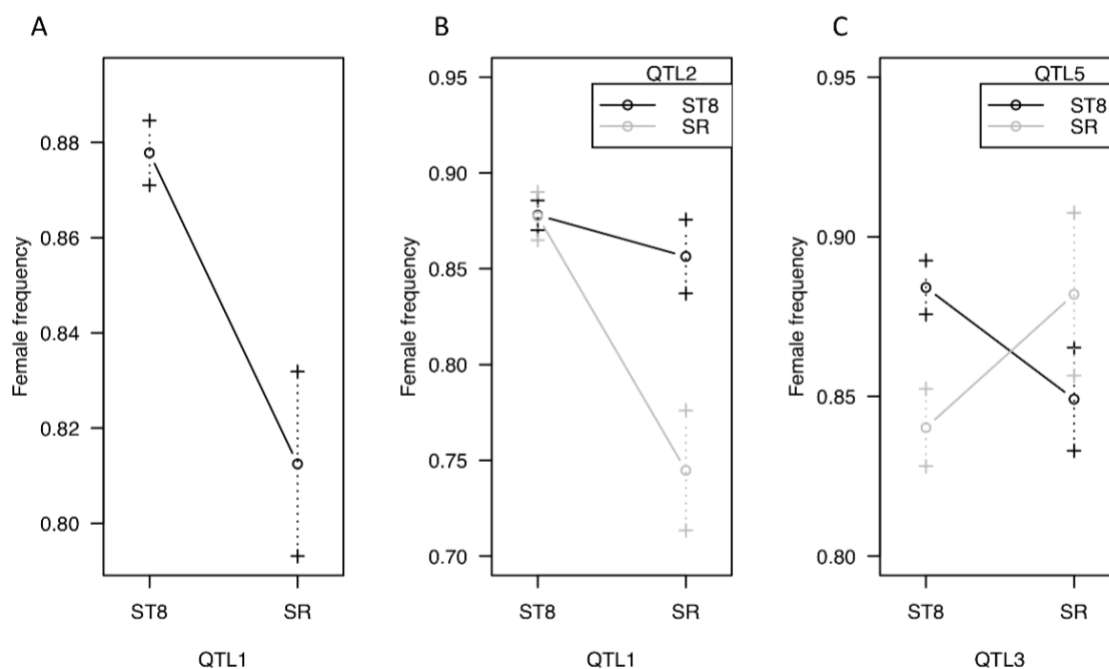 A
Female frequency
0.88
0.86
0.84
0.82
0.80
ST8
SR
QTL1
B
Female frequency
0.95
0.90
0.85
0.80
0.75
0.70
QTL2
ST8
SR
ST8
SR
QTL1
C
Female frequency
0.95
0.90
0.85
0.80
QTL5
ST8
SR
ST8
SR
QTL3